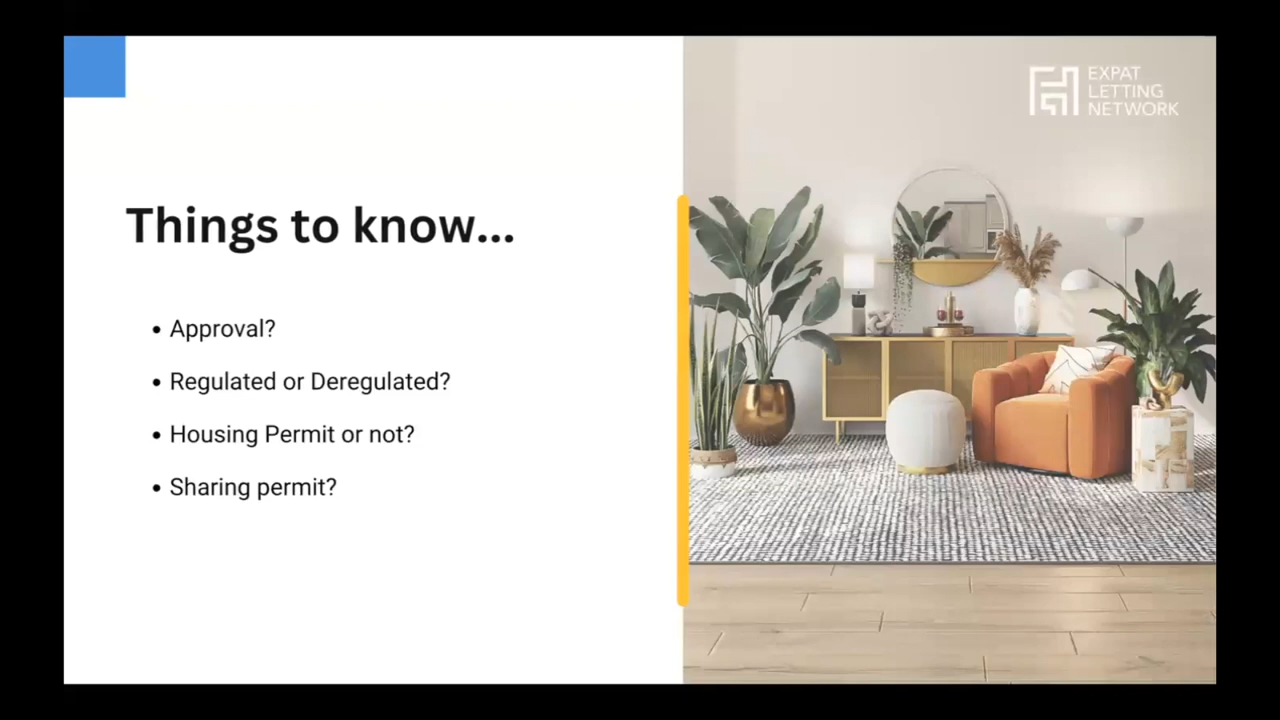 EXPAT
LETTING
NETWORK
Things to know...
• Approval?
• Regulated or Deregulated?
• Housing Permit or not?
• Sharing permit?